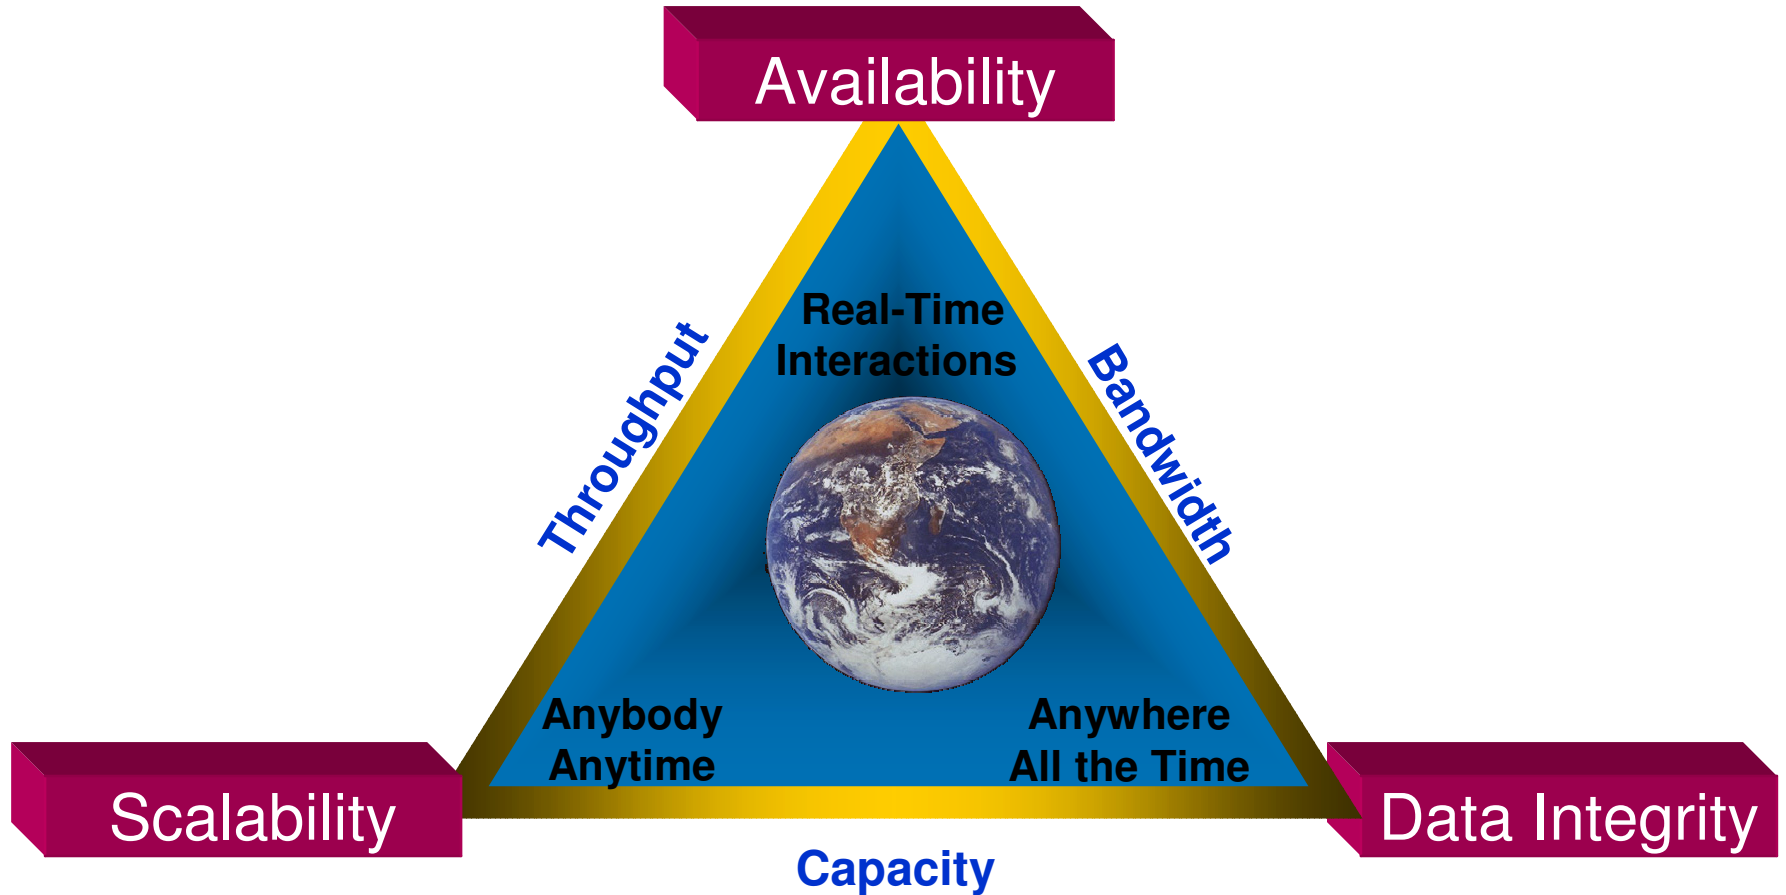 Availability
Real-Time
Interactions
Throughput
Bandwidth
Anybody
Anytime
Anywhere
All the Time
Scalability
Data Integrity
Capacity